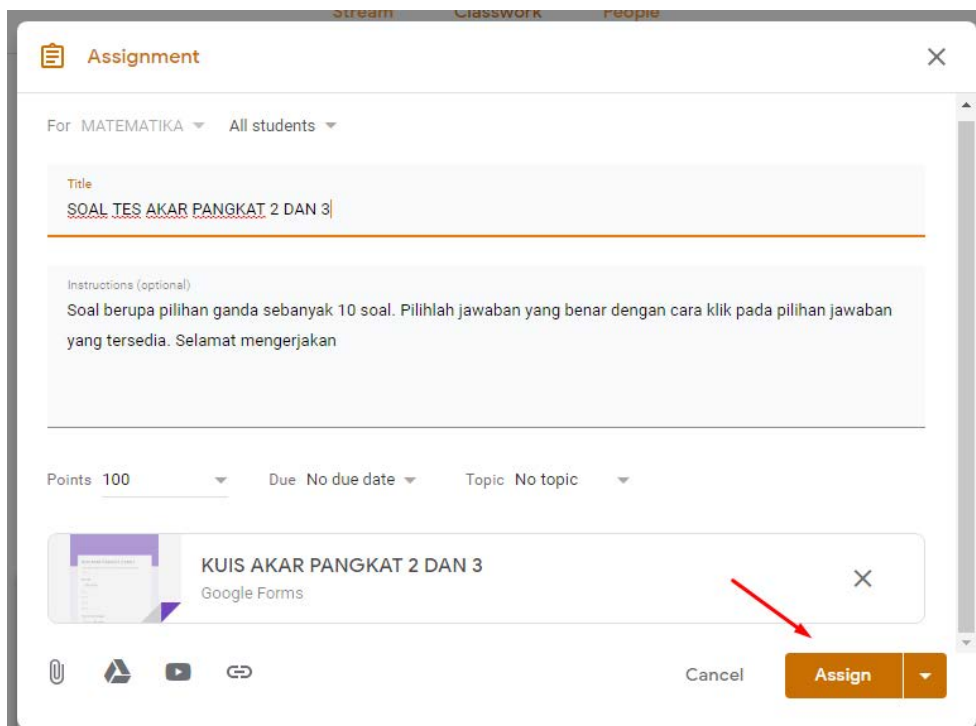 Stream Classwork People
Assignment
For MATEMATIKA All students
Title
SOAL TES AKAR PANGKAT 2 DAN 3
Instructions (optional)
Soal berupa pilihan ganda sebanyak 10 soal. Pilihlah jawaban yang benar dengan cara klik pada pilihan jawaban
yang tersedia. Selamat mengerjakan
Points 100 Due No due date Topic No topic
KUIS AKAR PANGKAT 2 DAN 3
Google Forms
Cancel Assign